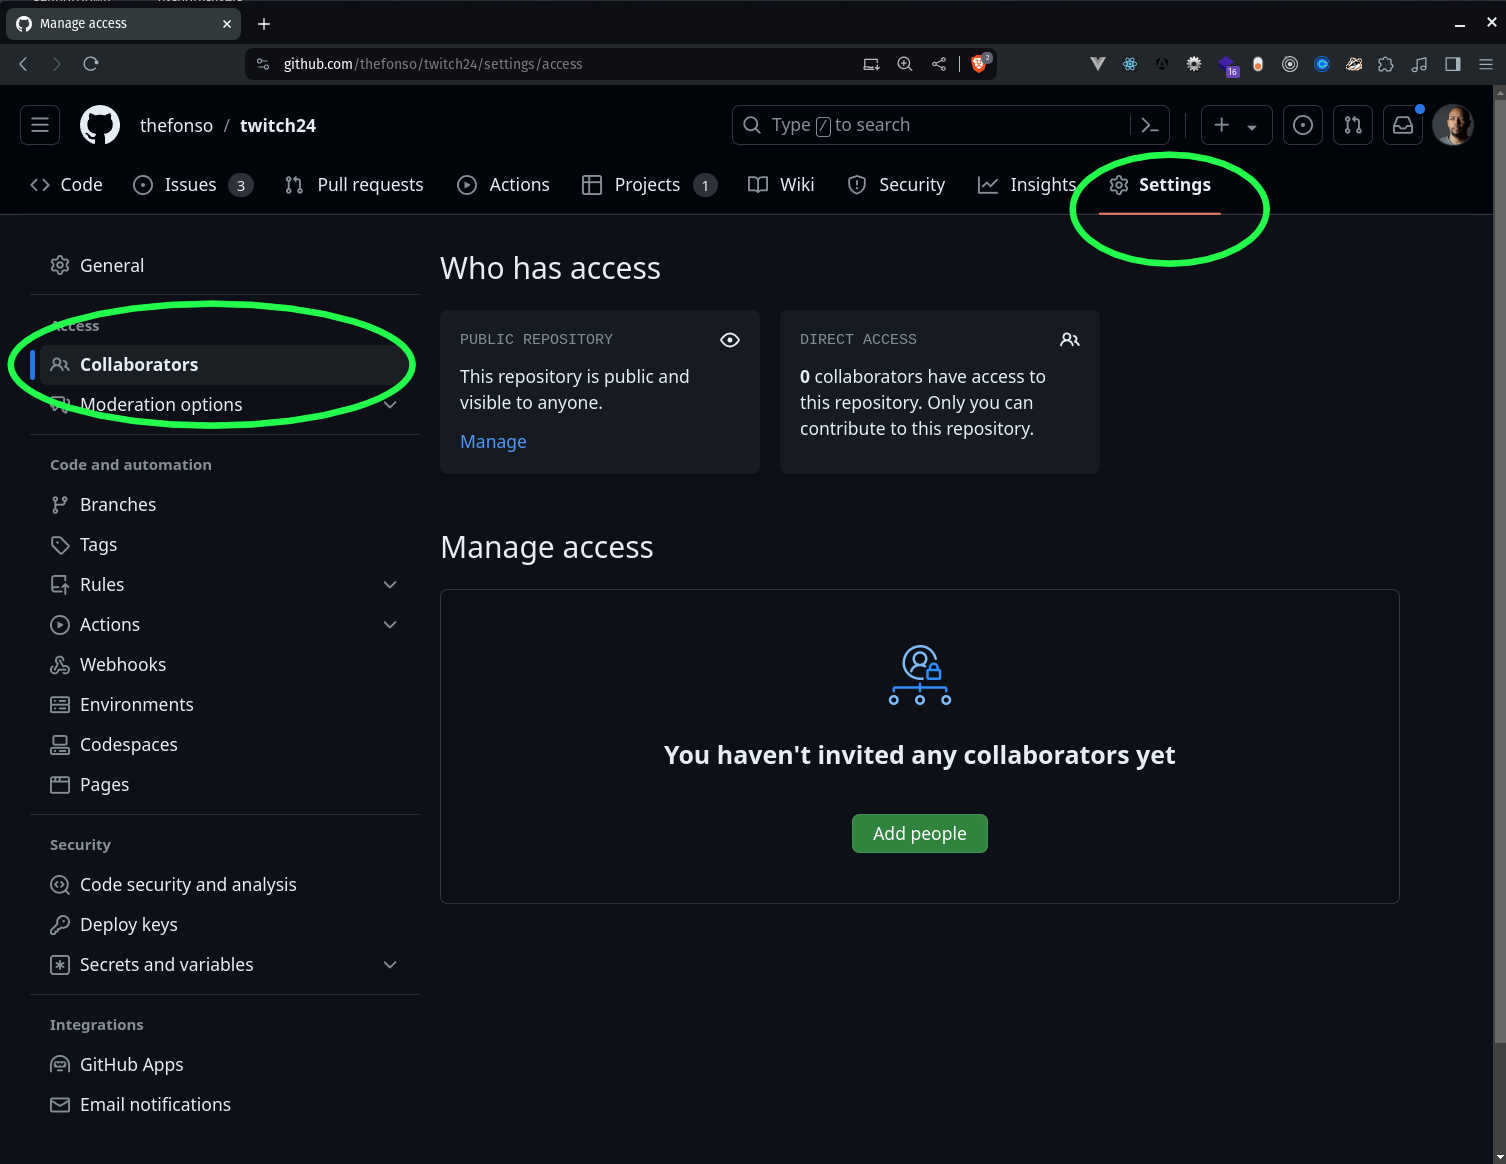 Manage access
github.com/thefonso/twitch24/settings/access
2
16
thefonso / twitch24
Type / to search
Code
Issues 3
Pull requests
Actions
Projects 1
Wiki
Security
Insights
Settings
General
Access
Collaborators
Moderation options
Code and automation
Branches
Tags
Rules
Actions
Webhooks
Environments
Codespaces
Pages
Security
Code security and analysis
Deploy keys
Secrets and variables
Integrations
GitHub Apps
Email notifications
Who has access
PUBLIC REPOSITORY
This repository is public and
visible to anyone.
Manage
DIRECT ACCESS
0 collaborators have access to
this repository. Only you can
contribute to this repository.
Manage access
You haven't invited any collaborators yet
Add people